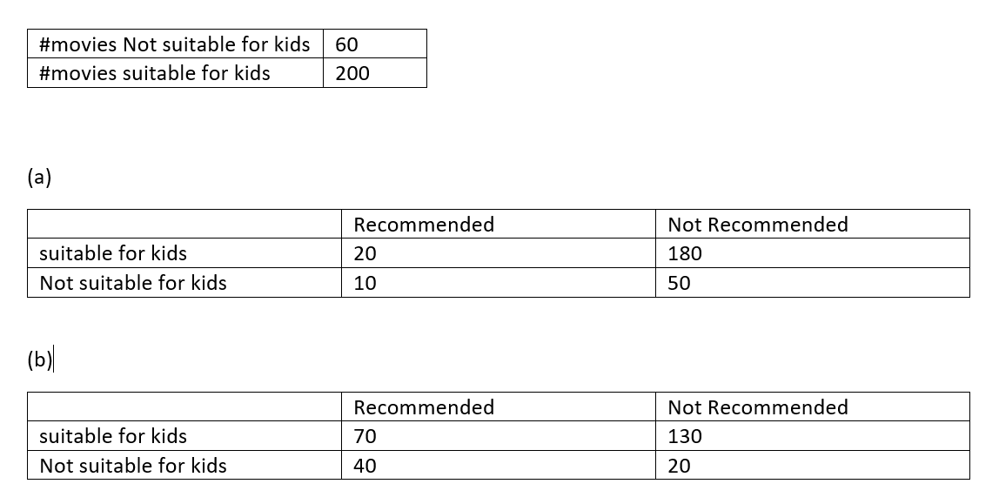 #movies Not suitable for kids 60
#movies suitable for kids 200
(a)
Recommended Not Recommended
suitable for kids 20 180
Not suitable for kids 10 50
(b)
Recommended Not Recommended
suitable for kids 70 130
Not suitable for kids 40 20